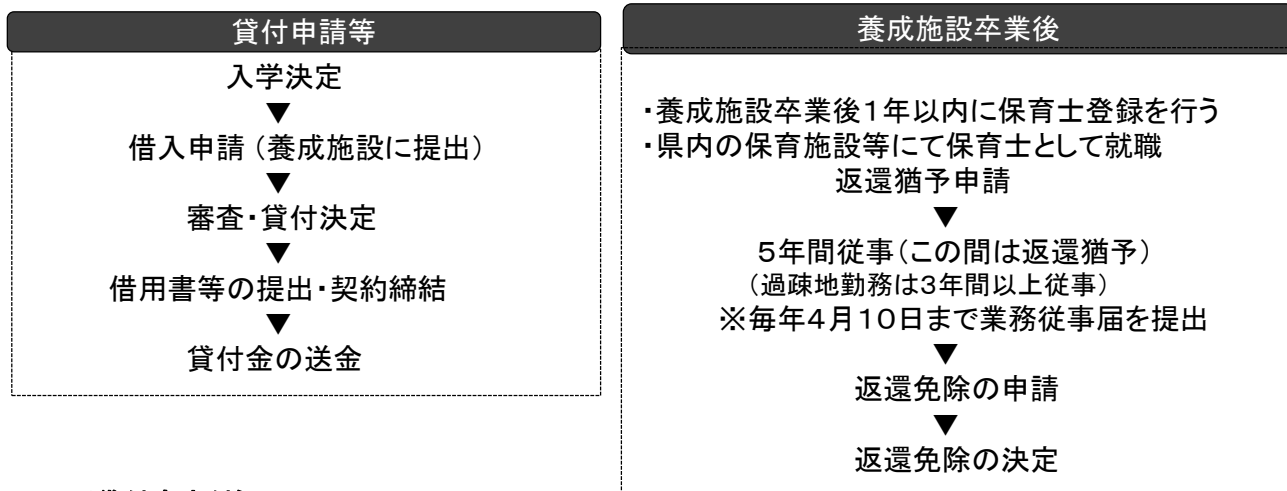 貸付申請等
入学決定
▼
借入申請（養成施設に提出）
▼
審査・貸付決定
▼
借用書等の提出・契約締結
▼
貸付金の送金
養成施設卒業後
・養成施設卒業後１年以内に保育士登録を行う
・県内の保育施設等にて保育士として就職
返還猶予申請
▼
５年間従事（この間は返還猶予）
（過疎地勤務は３年間以上従事）
※毎年４月１０日まで業務従事届を提出
▼
返還免除の申請
▼
返還免除の決定